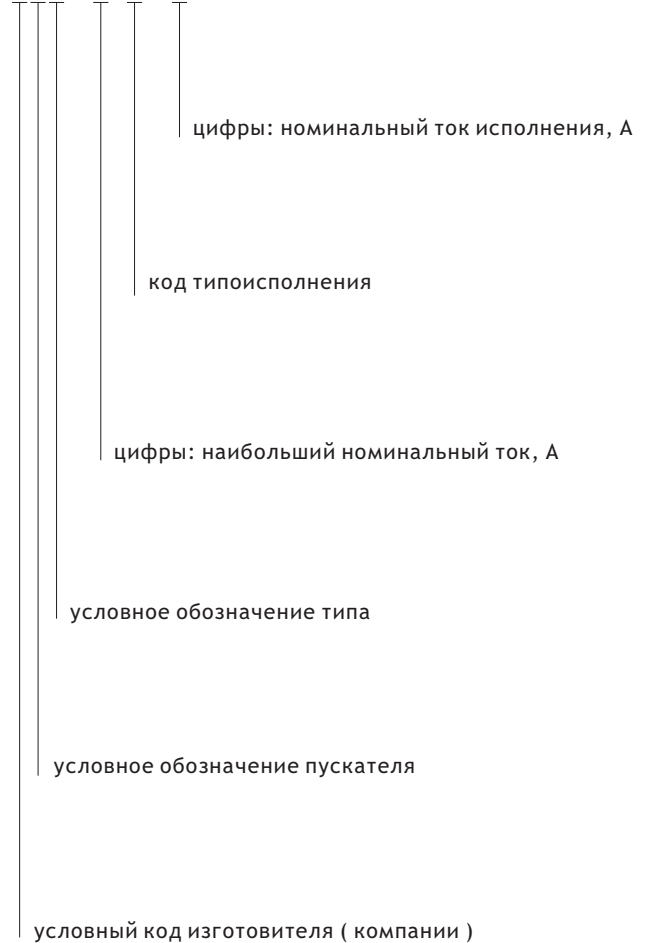 цифры: номинальный ток исполнения, А
код типоисполнения
цифры: наибольший номинальный ток, А
условное обозначение типа
условное обозначение пускателя
условный код изготовителя ( компании )